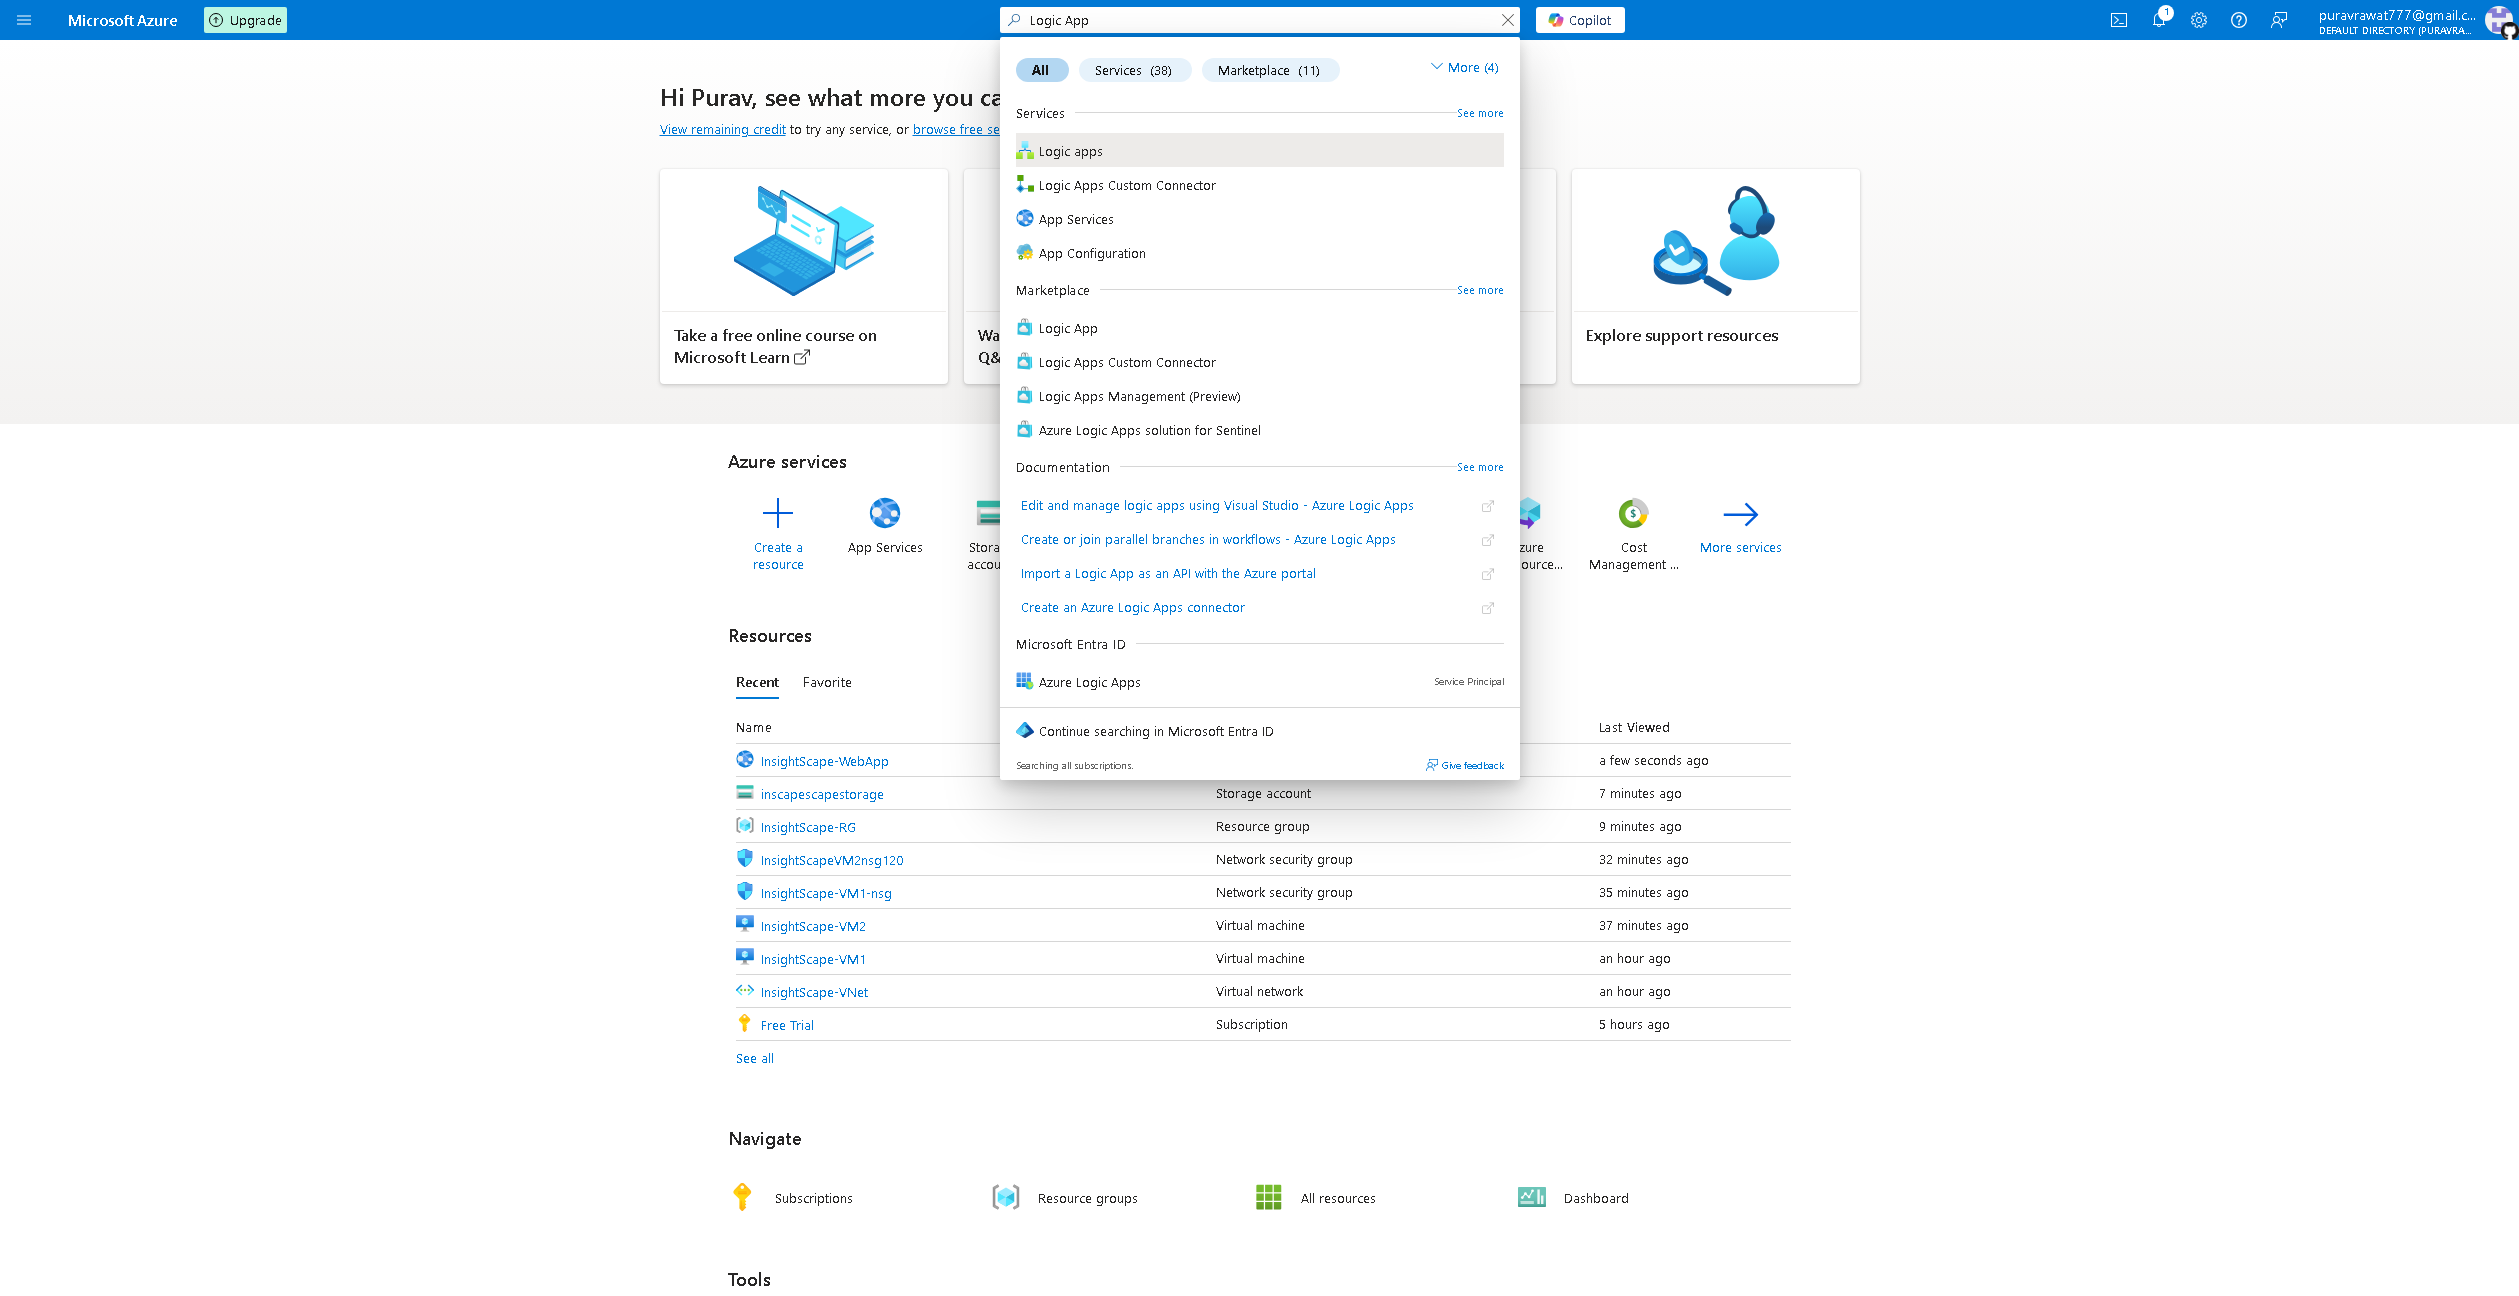 Microsoft Azure
Upgrade
Logic App
Copilot
1
puravrawat777@gmail.c...
DEFAULT DIRECTORY (PURAVRA...
All
Services (38)
Marketplace (11)
More (4)
Hi Purav, see what more you ca
View remaining credit to try any service, or browse free se
Services
See more
Logic apps
Logic Apps Custom Connector
App Services
App Configuration
Marketplace
See more
Logic App
Logic Apps Custom Connector
Logic Apps Management (Preview)
Azure Logic Apps solution for Sentinel
Documentation
See more
Edit and manage logic apps using Visual Studio - Azure Logic Apps
Create or join parallel branches in workflows - Azure Logic Apps
Import a Logic App as an API with the Azure portal
Create an Azure Logic Apps connector
Microsoft Entra ID
Azure Logic Apps
Service Principal
Continue searching in Microsoft Entra ID
Searching all subscriptions.
Give feedback
Take a free online course on
Microsoft Learn
Wa
Q&
Explore support resources
Azure services
Create a
resource
App Services
Stora
accou
zure
ource...
Cost
Management ...
More services
Resources
Recent
Favorite
Name
Last Viewed
InsightScape-WebApp
a few seconds ago
inscapescapestorage
Storage account
7 minutes ago
InsightScape-RG
Resource group
9 minutes ago
InsightScapeVM2nsg120
Network security group
32 minutes ago
InsightScape-VM1-nsg
Network security group
35 minutes ago
InsightScape-VM2
Virtual machine
37 minutes ago
InsightScape-VM1
Virtual machine
an hour ago
InsightScape-VNet
Virtual network
an hour ago
Free Trial
Subscription
5 hours ago
See all
Navigate
Subscriptions
Resource groups
All resources
Dashboard
Tools